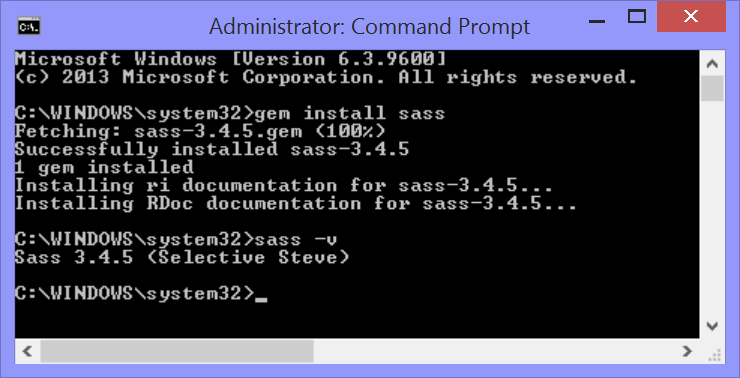 Administrator: Command Prompt
Microsoft Windows [Version 6.3.9600]
(c) 2013 Microsoft Corporation. All rights reserved.
C:\WINDOWS\system32>gem install sass
Fetching: sass-3.4.5.gem (100%)
Successfully installed sass-3.4.5
1 gem installed
Installing ri documentation for sass-3.4.5...
Installing RDoc documentation for sass-3.4.5...
C:\WINDOWS\system32>sass -v
Sass 3.4.5 (Selective Steve)
C:\WINDOWS\system32>_